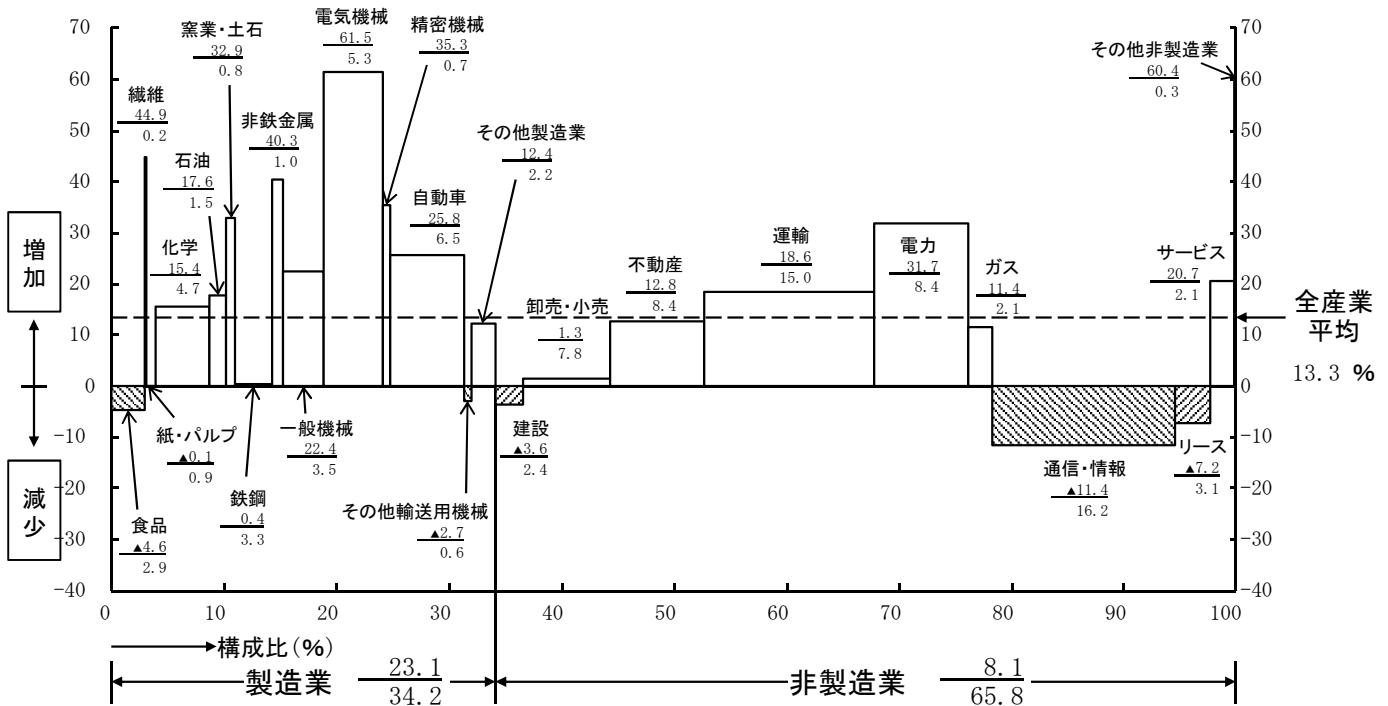 70
60
50
40
30
20
10
0
-10
-20
-30
-40
70
60
50
40
30
20
10
0
-10
-20
-30
-40
増加
減少
繊維
44.9
0.2
窯業・土石
32.9
0.8
石油
17.6
1.5
化学
15.4
4.7
非鉄金属
40.3
1.0
電気機械
61.5
5.3
精密機械
35.3
0.7
自動車
25.8
6.5
その他製造業
12.4
2.2
食品
▲4.6
2.9
紙・パルプ
▲0.1
0.9
鉄鋼
0.4
3.3
一般機械
22.4
3.5
その他輸送用機械
▲2.7
0.6
建設
▲3.6
2.4
卸売・小売
1.3
7.8
不動産
12.8
8.4
運輸
18.6
15.0
電力
31.7
8.4
ガス
11.4
2.1
通信・情報
▲11.4
16.2
リース
▲7.2
3.1
サービス
20.7
2.1
その他非製造業
60.4
0.3
全産業
平均
13.3 %
0 10 20 30 40 50 60 70 80 90 100
構成比(%)
製造業
23.1
34.2
非製造業
8.1
65.8